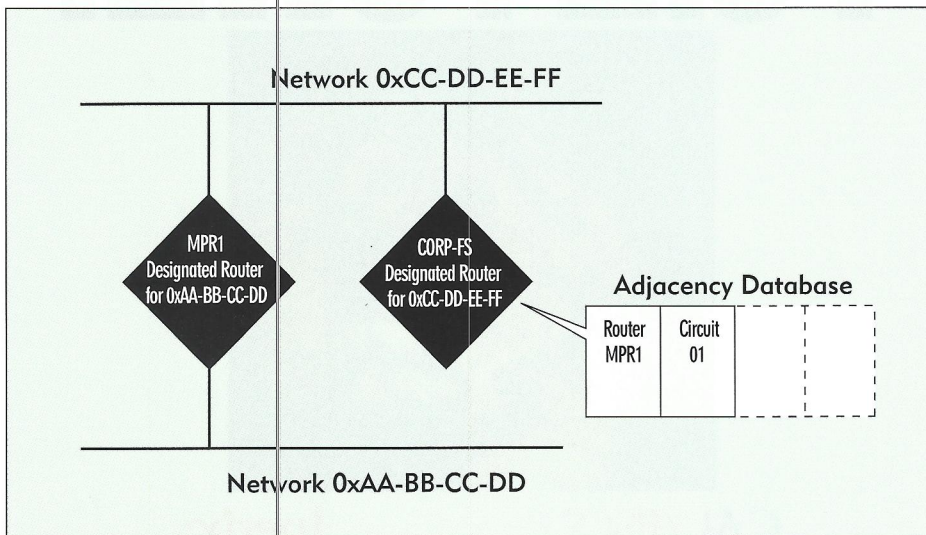 Network 0xCC-DD-EE-FF
MPR1
Designated Router
for 0xAA-BB-CC-DD
CORP-FS
Designated Router
for 0xCC-DD-EE-FF
Adjacency Database
Router
MPR1
Circuit
01
Network 0xAA-BB-CC-DD